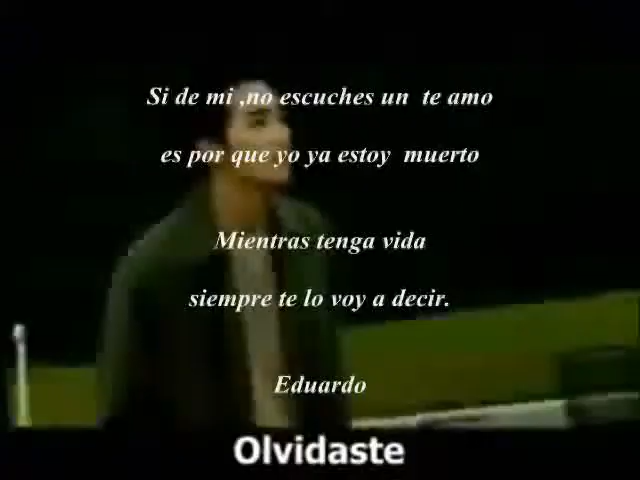 Si de mi ,no escuches un te amo
es por que yo ya estoy muerto
Mientras tenga vida
siempre te lo voy a decir.
Eduardo
Olvidaste